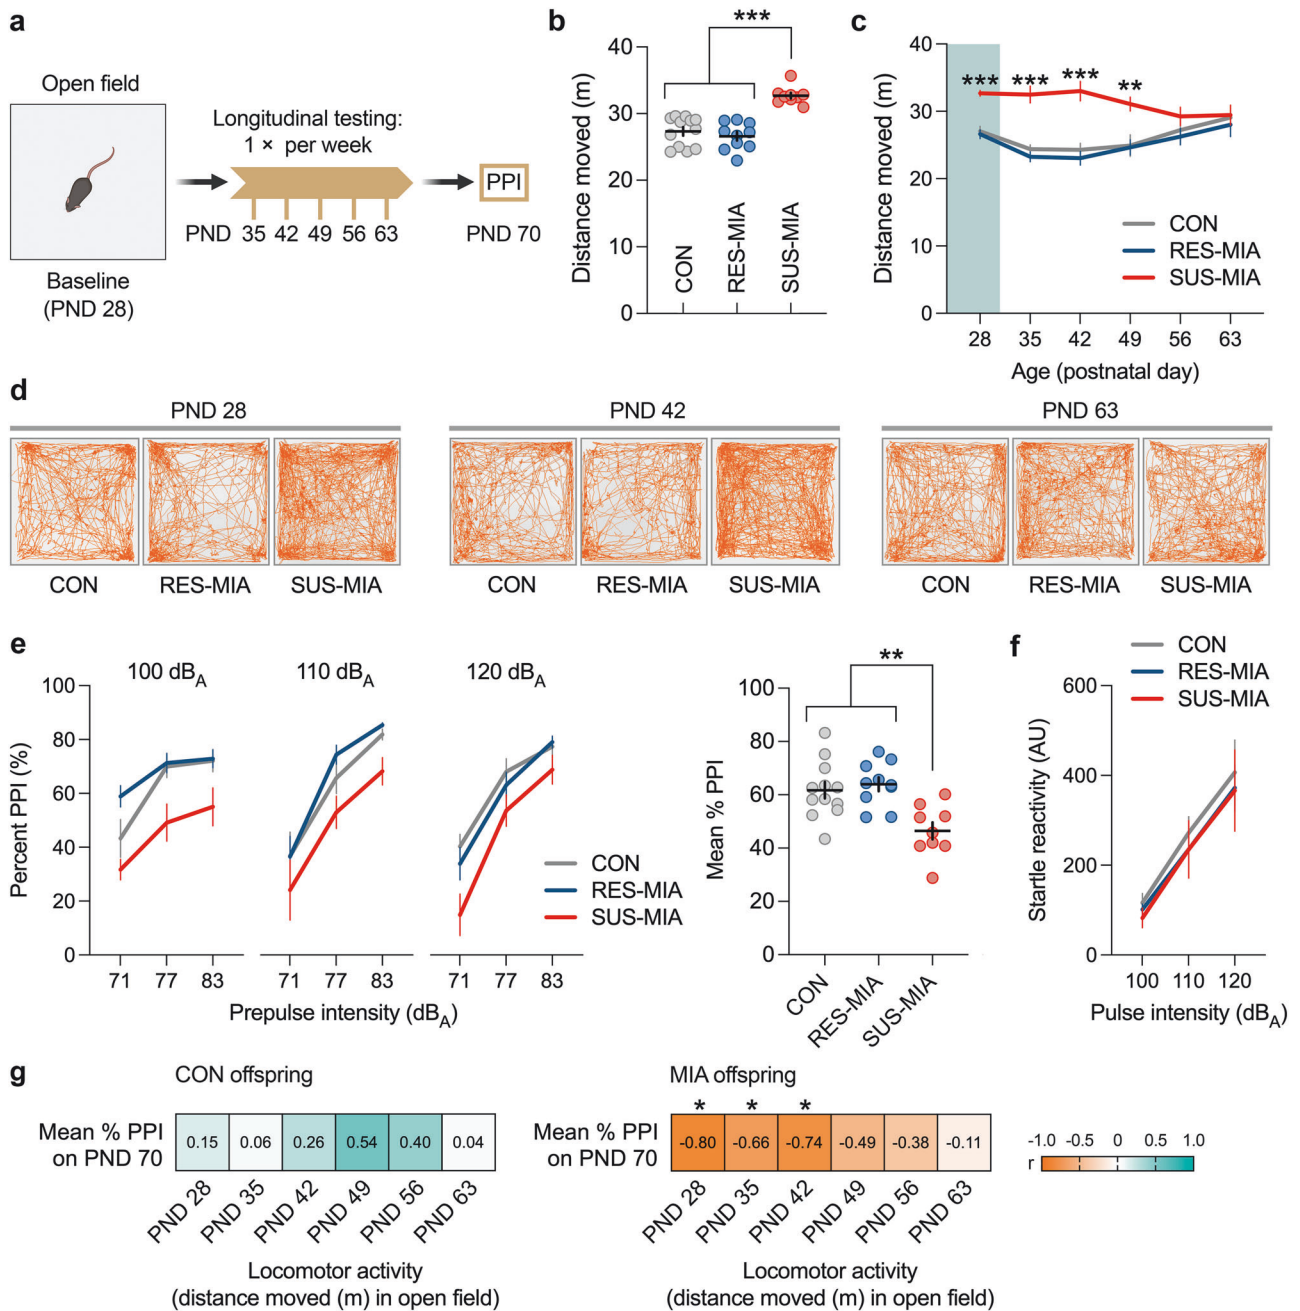 a
Open field
Baseline
(PND 28)
Longitudinal testing:
1 × per week
PND 35 42 49 56 63
PPI
PND 70
b
***
Distance moved (m)
40
30
20
10
0
CON
RES-MIA
SUS-MIA
c
Distance moved (m)
40
30
20
10
0
*** *** *** **
CON
RES-MIA
SUS-MIA
28 35 42 49 56 63
Age (postnatal day)
d
PND 28
CON RES-MIA SUS-MIA
PND 42
CON RES-MIA SUS-MIA
PND 63
CON RES-MIA SUS-MIA
e
100 dBA 110 dBA 120 dBA
Percent PPI (%)
100
80
60
40
20
0
CON
RES-MIA
SUS-MIA
71 77 83 71 77 83 71 77 83
Prepulse intensity (dBA)
**
Mean % PPI
100
80
60
40
20
0
CON
RES-MIA
SUS-MIA
f
CON
RES-MIA
SUS-MIA
Startle reactivity (AU)
600
400
200
0
100 110 120
Pulse intensity (dBA)
g
CON offspring
Mean % PPI
on PND 70
0.15 0.06 0.26 0.54 0.40 0.04
PND 28 PND 35 PND 42 PND 49 PND 56 PND 63
Locomotor activity
(distance moved (m) in open field)
MIA offspring
* * *
Mean % PPI
on PND 70
-0.80 -0.66 -0.74 -0.49 -0.38 -0.11
PND 28 PND 35 PND 42 PND 49 PND 56 PND 63
Locomotor activity
(distance moved (m) in open field)
-1.0 -0.5 0 0.5 1.0
r